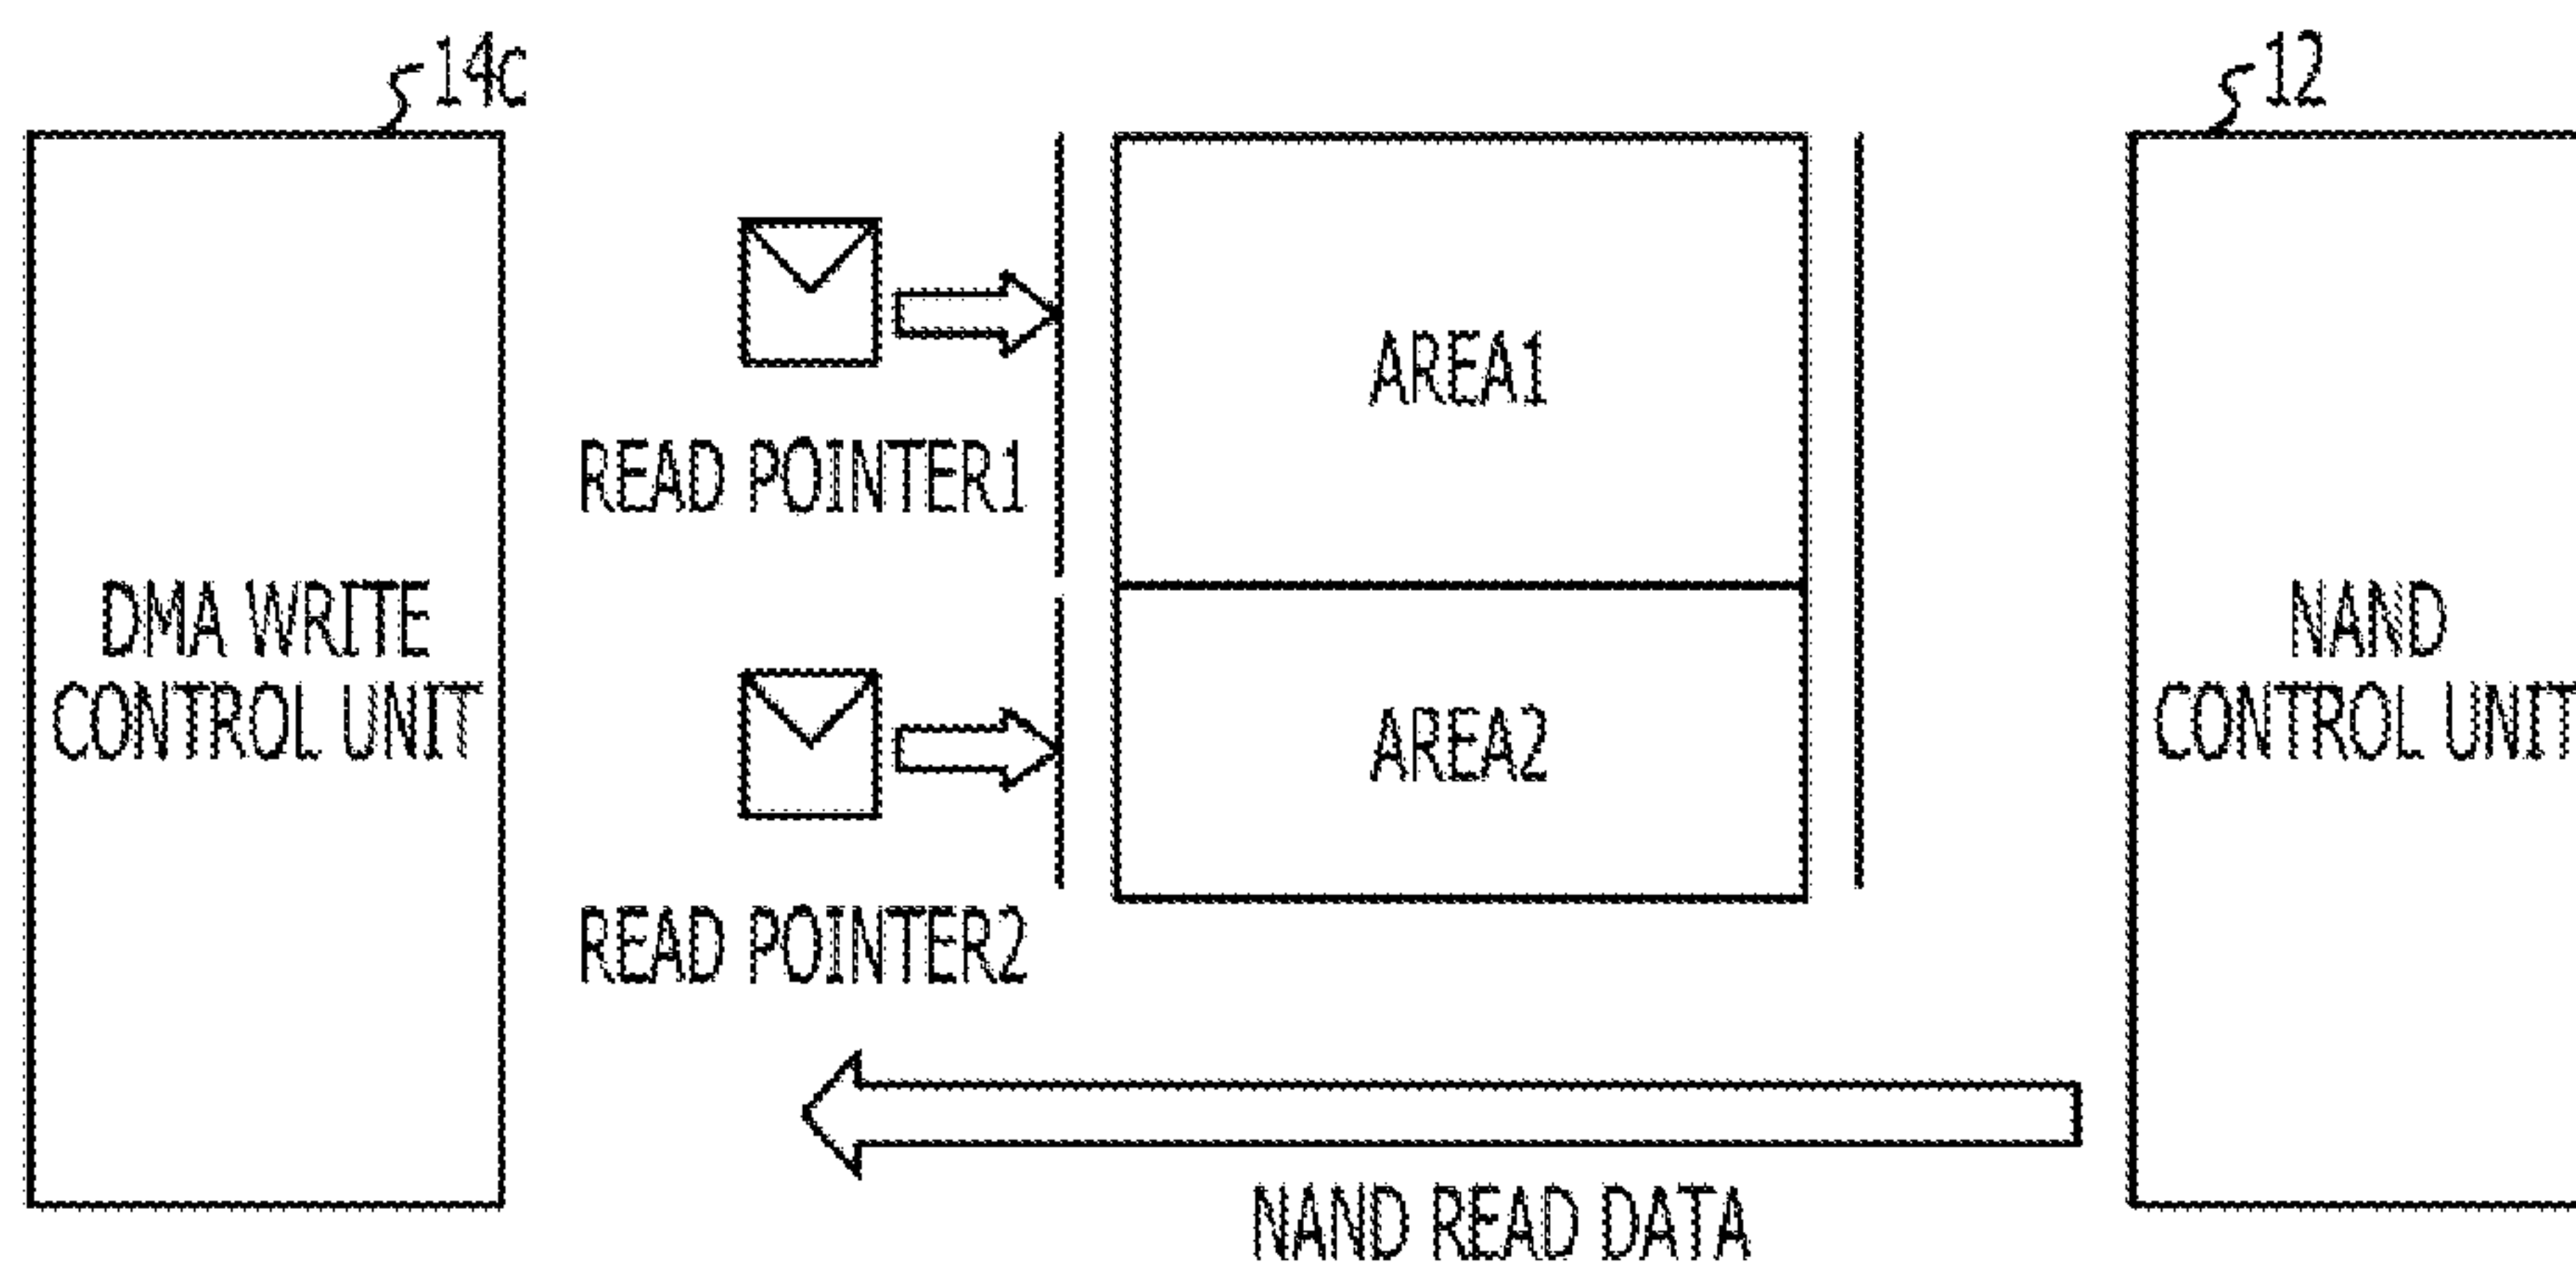 14c
12
AREA1
READ POINTER1
DMA WRITE
CONTROL UNIT
NAND
CONTROL UNIT
AREA2
READ POINTER2
NAND READ DATA